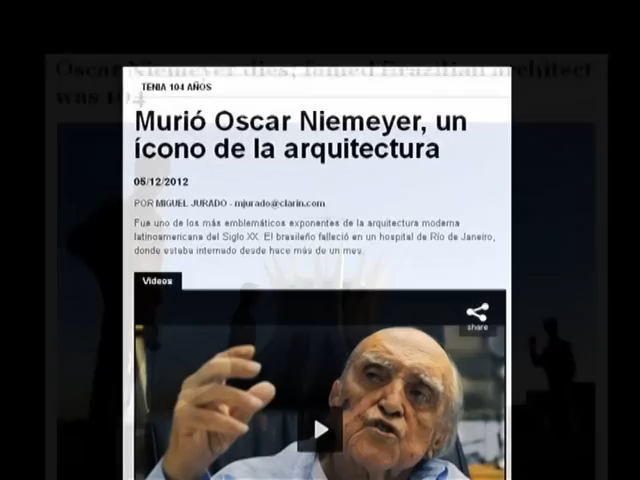 Oscar Niemeyer dies; famed Brazilian architect
was 104
TENIA 104 AÑOS
Murió Oscar Niemeyer, un
ícono de la arquitectura
05/12/2012
POR MIGUEL JURADO - mjurado@clarin.com
Fue uno de los más emblemáticos exponentes de la arquitectura moderna
latinoamericana del Siglo XX. El brasileño falleció en un hospital de Río de Janeiro,
donde estaba internado desde hace más de un mes.
Videos
share